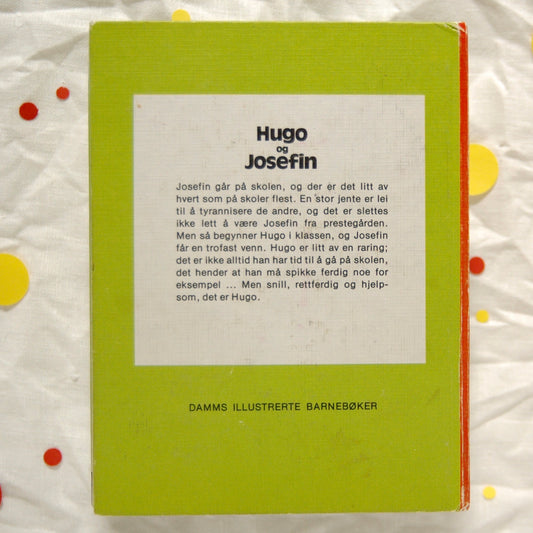 Hugo
og
Josefin
Josefin går på skolen, og der er det litt av
hvert som på skoler flest. En stor jente er lei
til å tyrannisere de andre, og det er slettes
ikke lett å være Josefin fra prestegården.
Men så begynner Hugo i klassen, og Josefin
får en trofast venn. Hugo er litt av en raring;
det er ikke alltid han har tid til å gå på skolen,
det hender at han må spikke ferdig noe for
eksempel ... Men snill, rettferdig og hjelp-
som, det er Hugo.
DAMMS ILLUSTRERTE BARNEBØKER